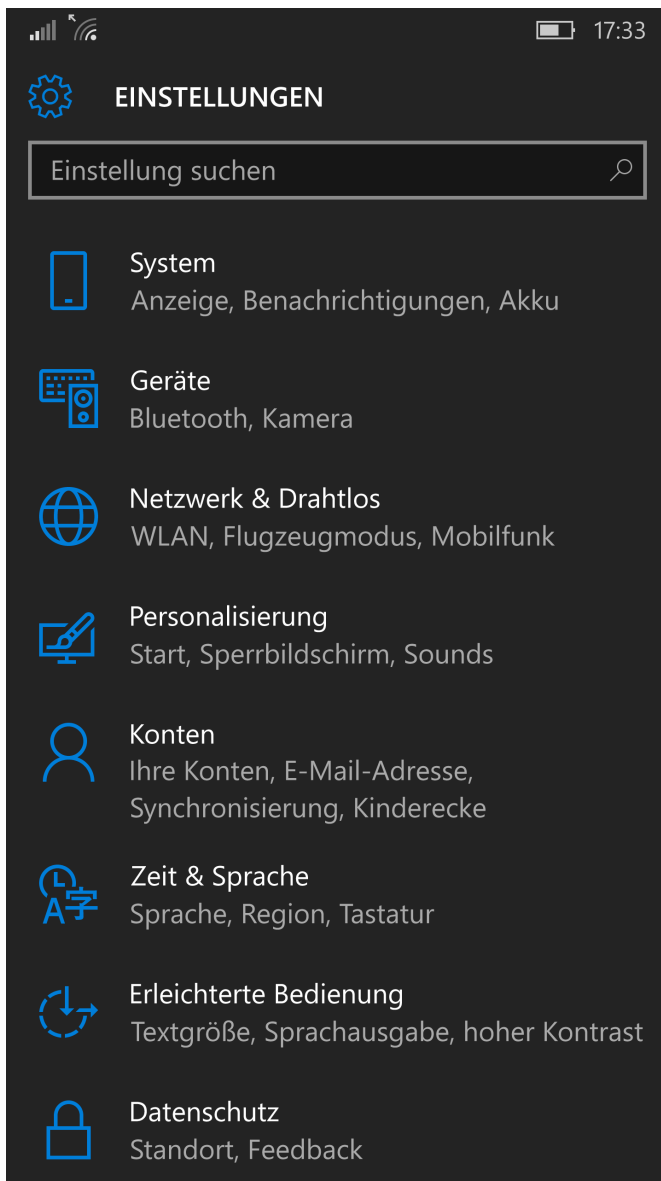 17:33
EINSTELLUNGEN
Einstellung suchen
System
Anzeige, Benachrichtigungen, Akku
Geräte
Bluetooth, Kamera
Netzwerk & Drahtlos
WLAN, Flugzeugmodus, Mobilfunk
Personalisierung
Start, Sperrbildschirm, Sounds
Konten
Ihre Konten, E-Mail-Adresse,
Synchronisierung, Kinderecke
Zeit & Sprache
Sprache, Region, Tastatur
Erleichterte Bedienung
Textgröße, Sprachausgabe, hoher Kontrast
Datenschutz
Standort, Feedback